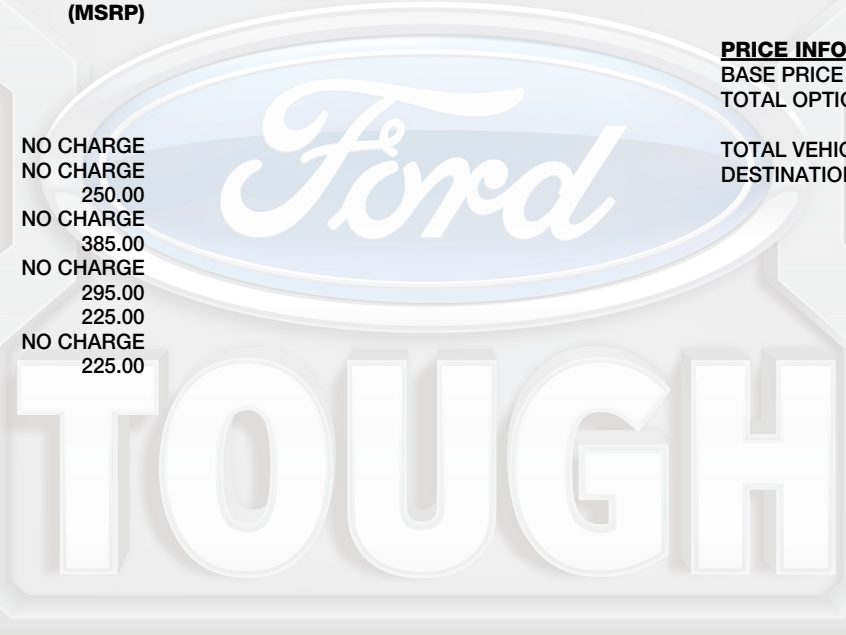 (MSRP)
NO CHARGE
NO CHARGE
250.00
NO CHARGE
385.00
NO CHARGE
295.00
225.00
NO CHARGE
225.00
PRICE INFO
BASE PRICE
TOTAL OPTIO
TOTAL VEHIC
DESTINATION
Ford
TOUGH